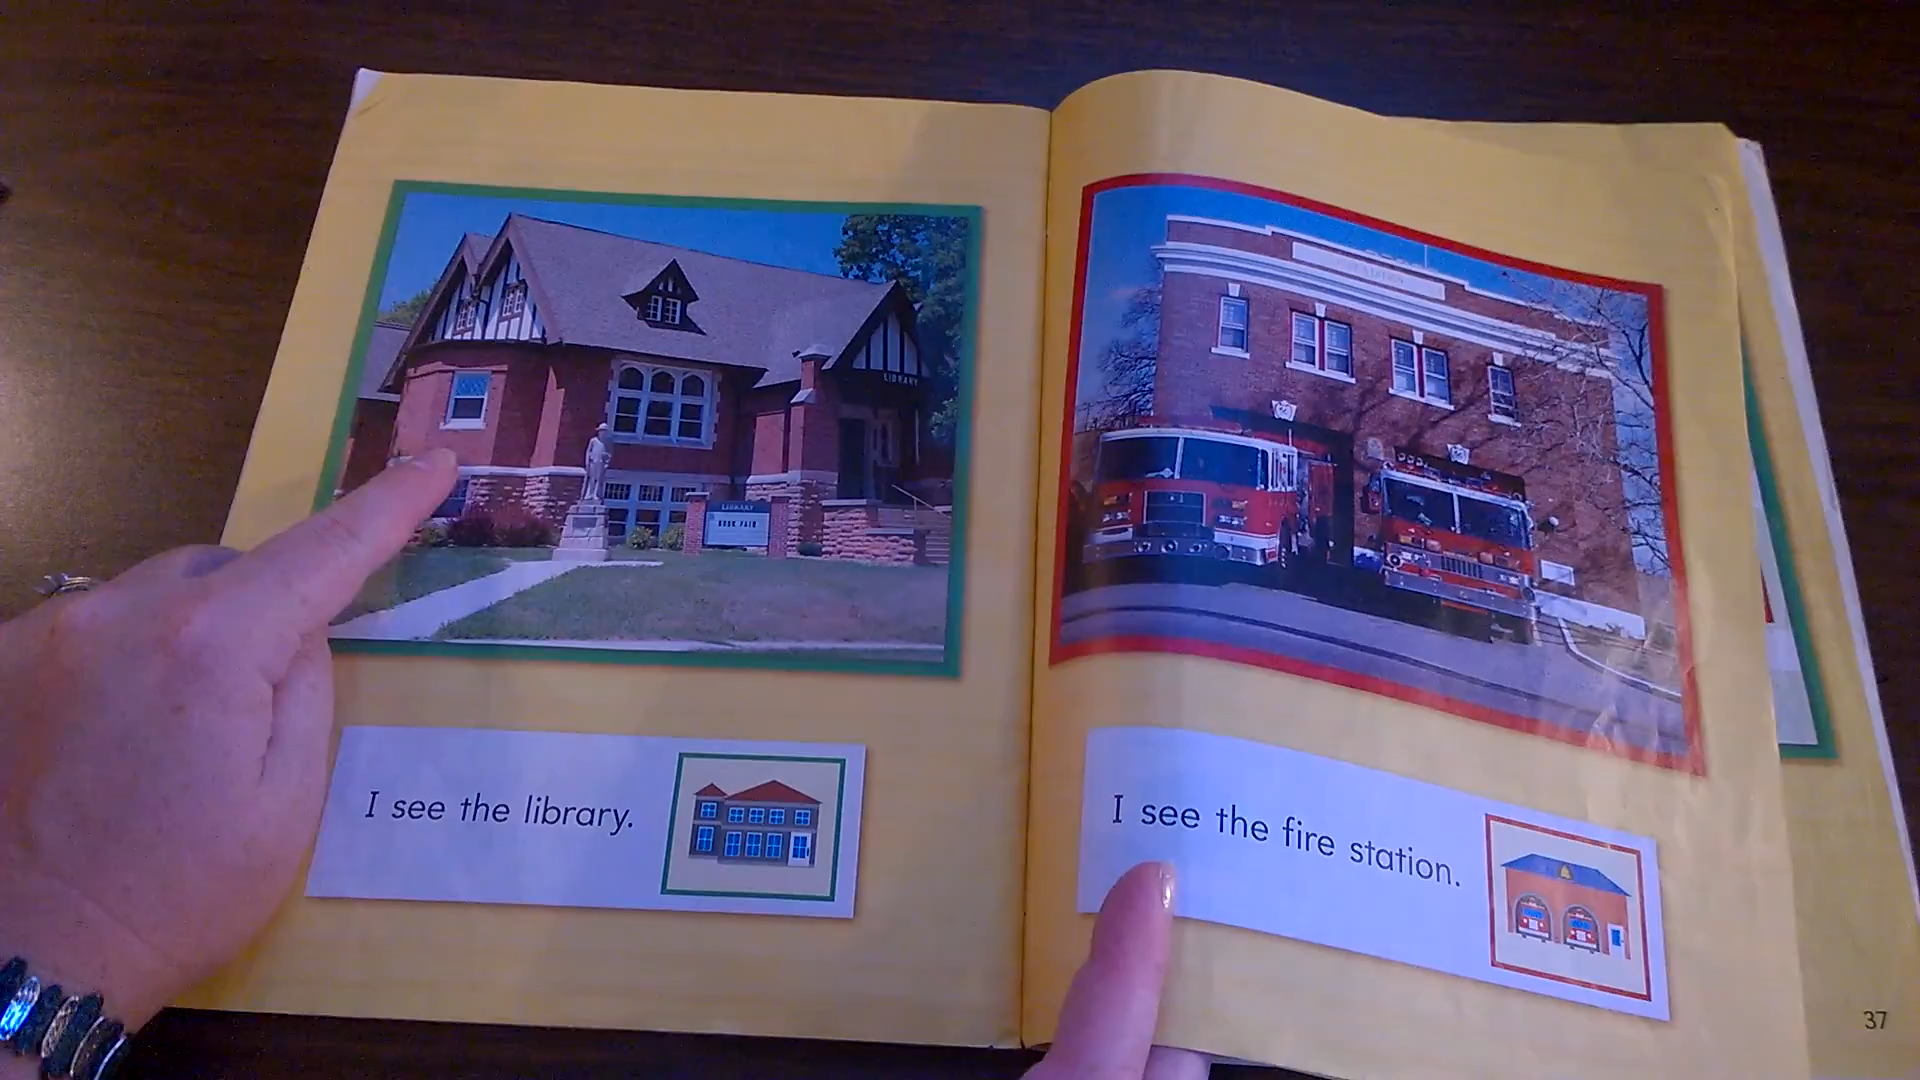 LIBRARY
LIBRARY
BOOK FAIR
I see the library.
I see the fire station.
37